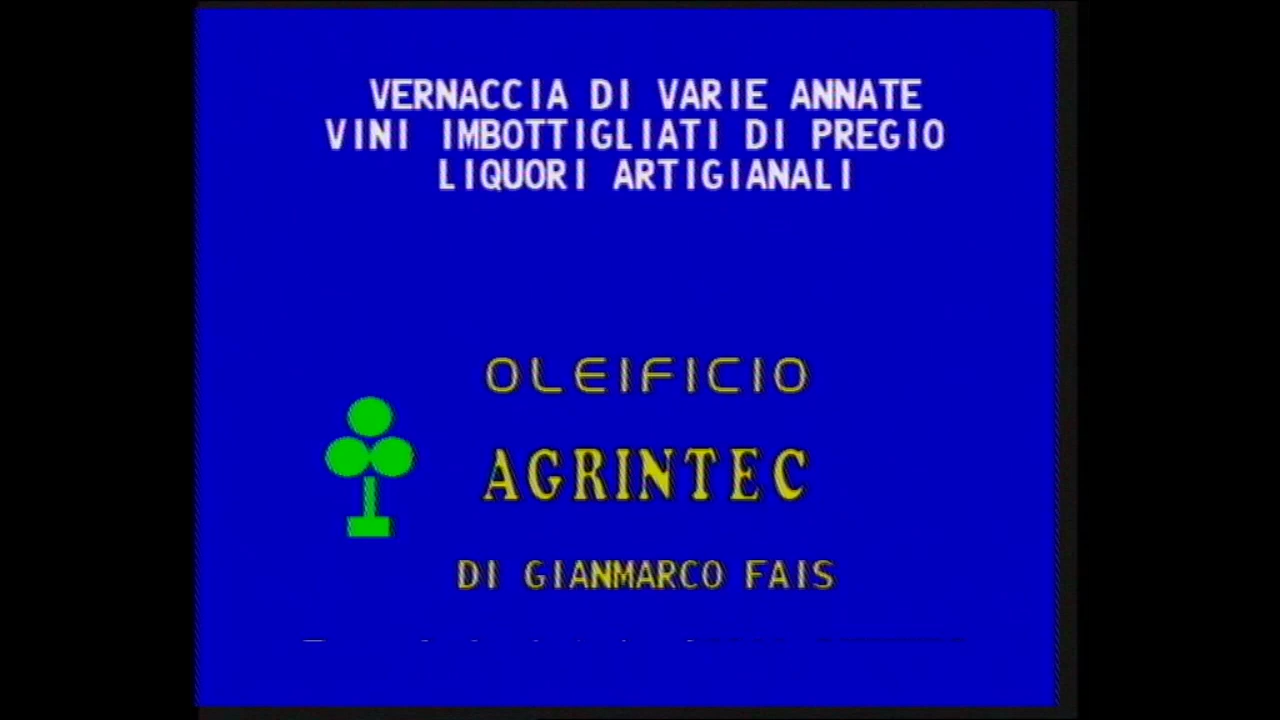 VERNACCIA DI VARIE ANNATE
VINI IMBOTTIGLIATI DI PREGIO
LIQUORI ARTIGIANALI
OLEIFICIO
AGRINTEC
DI GIANMARCO FAIS